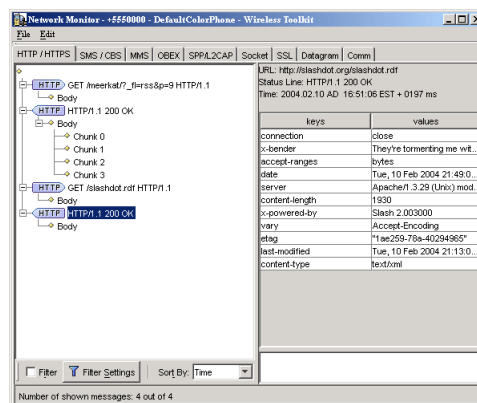 Network Monitor - +5550000 - DefaultColorPhone - Wireless Toolkit
File Edit
HTTP / HTTPS SMS / CBS MMS OBEX SPP/L2CAP Socket SSL Datagram Comm
HTTP GET /meerkat/?_fl=rss&p=9 HTTP/1.1
Body
HTTP HTTP/1.1 200 OK
Body
Chunk 0
Chunk 1
Chunk 2
Chunk 3
HTTP GET /slashdot.rdf HTTP/1.1
Body
HTTP HTTP/1.1 200 OK
Body
URL: http://slashdot.org/slashdot.rdf
Status Line: HTTP/1.1 200 OK
Time: 2004.02.10 AD 16:51:06 EST + 0197 ms
keys values
connection close
x-bender They're tormenting me wit...
accept-ranges bytes
date Tue, 10 Feb 2004 21:49:0...
server Apache/1.3.29 (Unix) mod...
content-length 1930
x-powered-by Slash 2.003000
vary Accept-Encoding
etag "1ae259-78a-40294965"
last-modified Tue, 10 Feb 2004 21:13:0...
content-type text/xml
Filter Filter Settings Sort By: Time
Number of shown messages: 4 out of 4